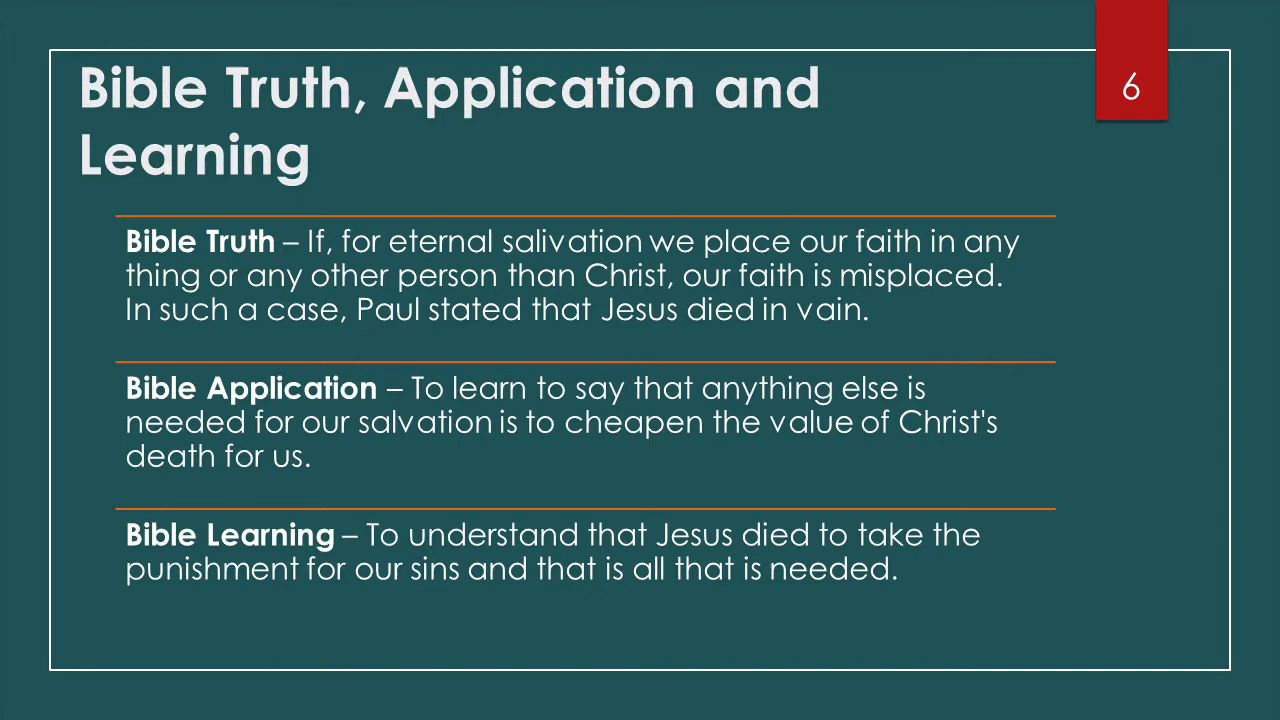 Bible Truth, Application and
Learning
6
Bible Truth – If, for eternal salivation we place our faith in any
thing or any other person than Christ, our faith is misplaced.
In such a case, Paul stated that Jesus died in vain.
Bible Application – To learn to say that anything else is
needed for our salvation is to cheapen the value of Christ's
death for us.
Bible Learning – To understand that Jesus died to take the
punishment for our sins and that is all that is needed.